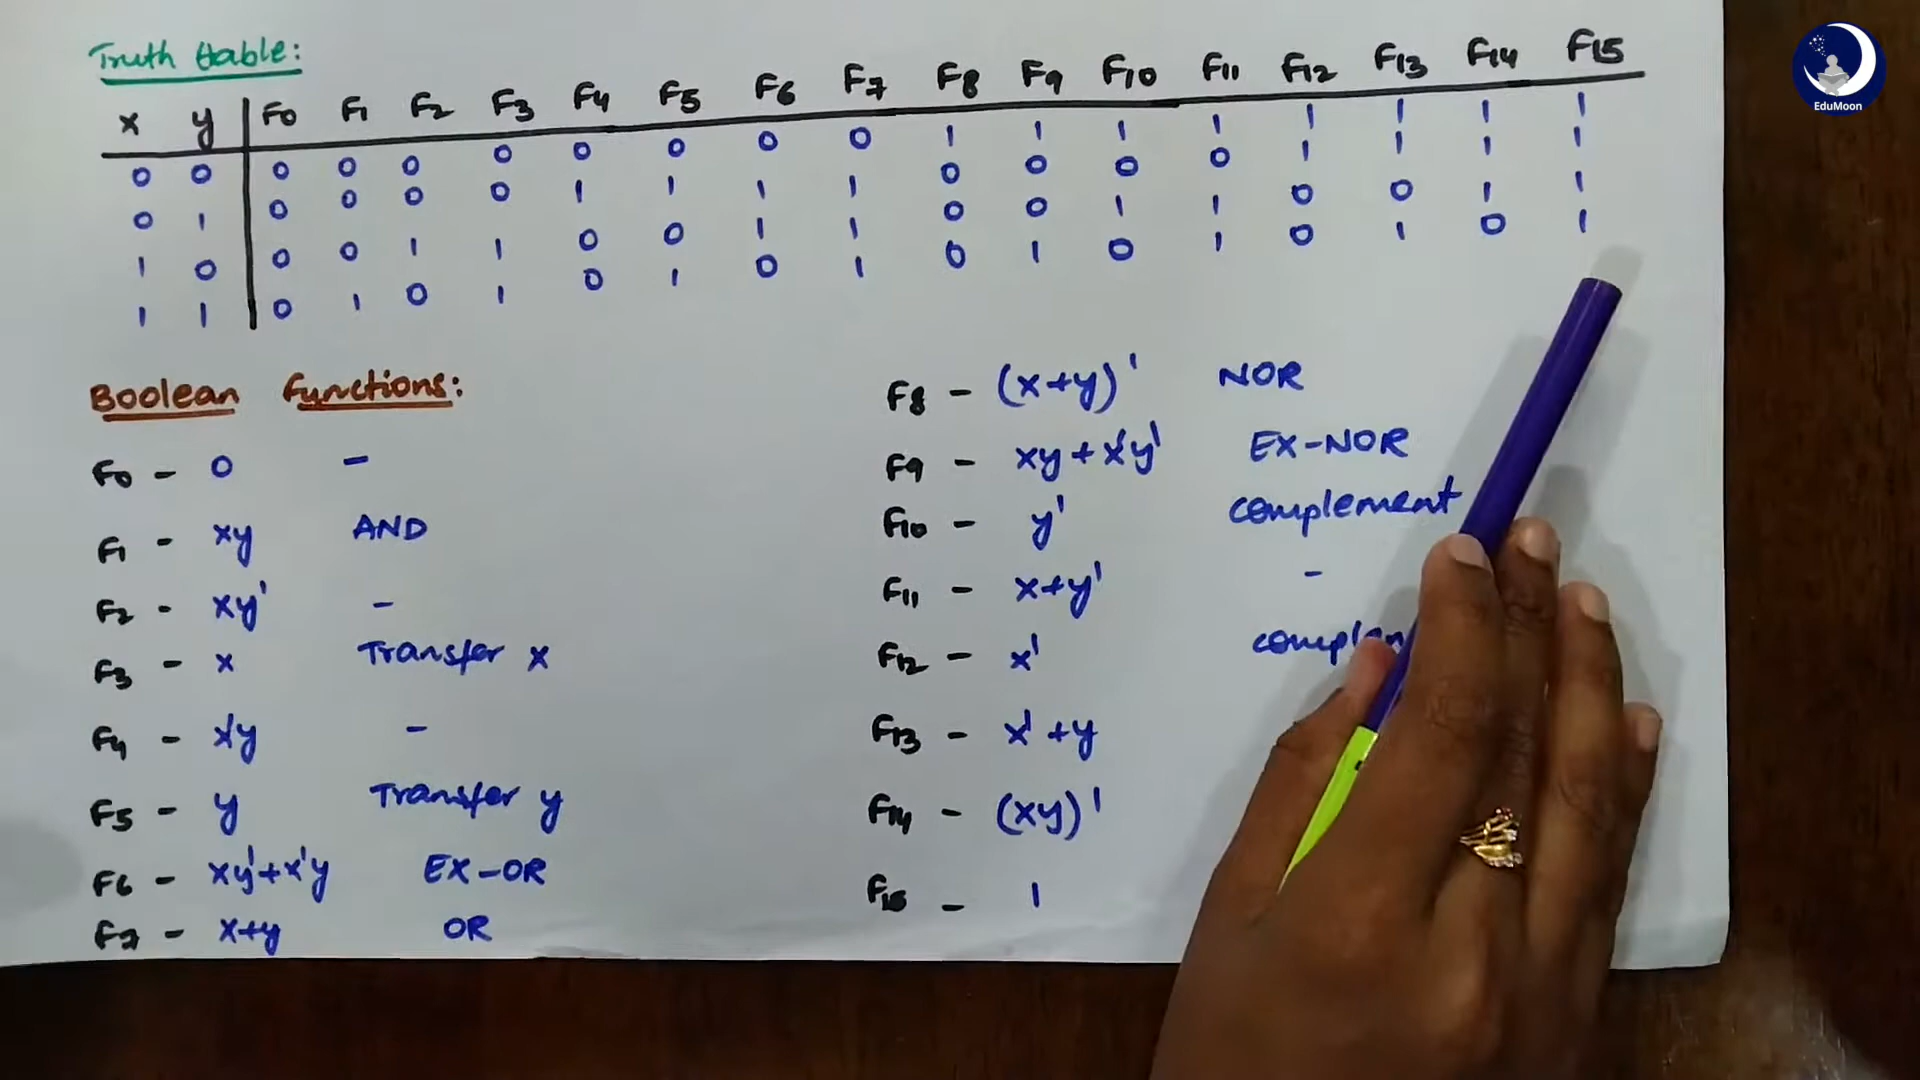 Truth table:
x y F0 F1 F2 F3 F4 F5 F6 F7 F8 F9 F10 F11 F12 F13 F14 F15
0 0 0 0 0 0 0 0 0 0 1 1 1 1 1 1 1 1
0 1 0 0 0 0 1 1 1 1 0 0 0 0 1 1 1 1
1 0 0 0 1 1 0 0 1 1 0 0 1 1 0 0 1 1
1 1 0 1 0 1 0 1 0 1 0 1 0 1 0 1 0 1
Boolean Functions:
F0 - 0 -
F1 - xy AND
F2 - xy' -
F3 - x Transfer x
F4 - x'y -
F5 - y Transfer y
F6 - xy'+x'y EX-OR
F7 - x+y OR
F8 - (x+y)' NOR
F9 - xy+x'y' EX-NOR
F10 - y' complement
F11 - x+y' -
F12 - x'
F13 - x'+y
F14 - (xy)'
F15 - 1
EduMoon